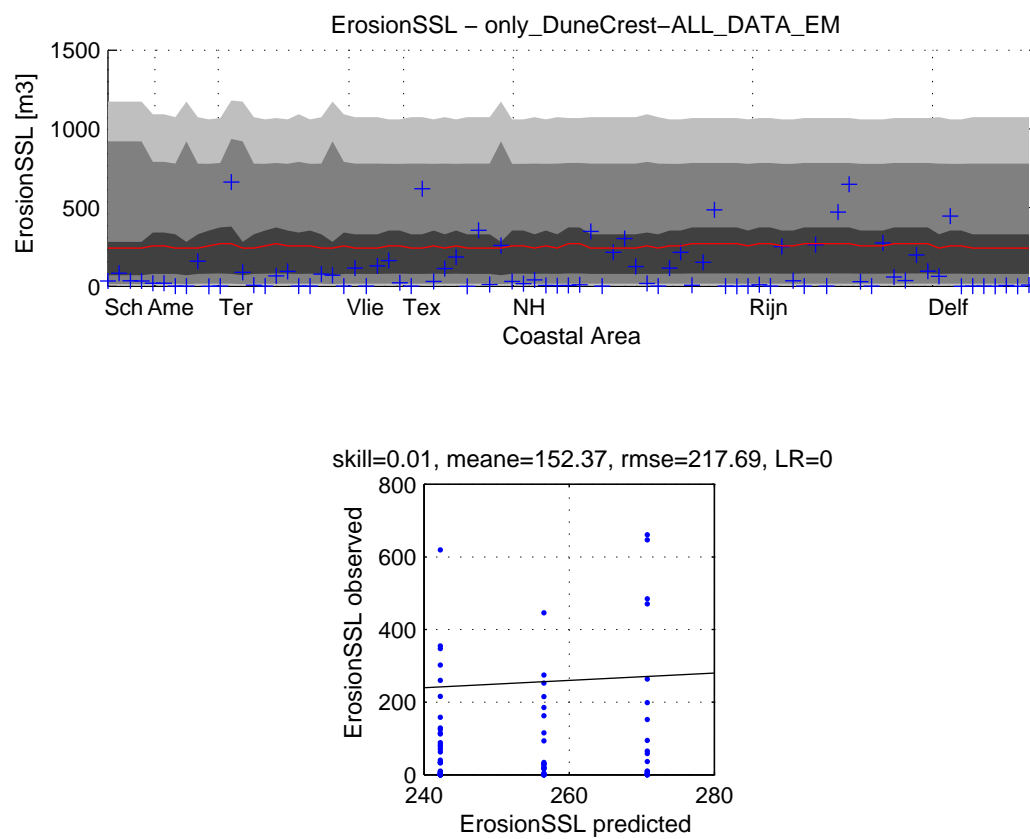 ErosionSSL − only_DuneCrest−ALL_DATA_EM
1500
1000
500
0
ErosionSSL [m3]
Sch Ame Ter Vlie Tex NH Rijn Delf
Coastal Area
skill=0.01, meane=152.37, rmse=217.69, LR=0
800
600
400
200
0
ErosionSSL observed
240 260 280
ErosionSSL predicted